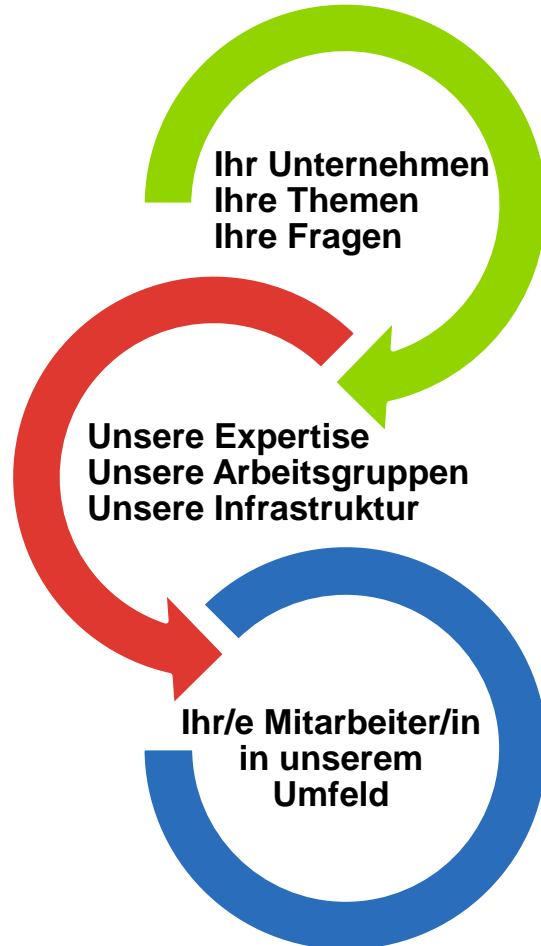 Ihr Unternehmen
Ihre Themen
Ihre Fragen
Unsere Expertise
Unsere Arbeitsgruppen
Unsere Infrastruktur
Ihr/e Mitarbeiter/in
in unserem
Umfeld